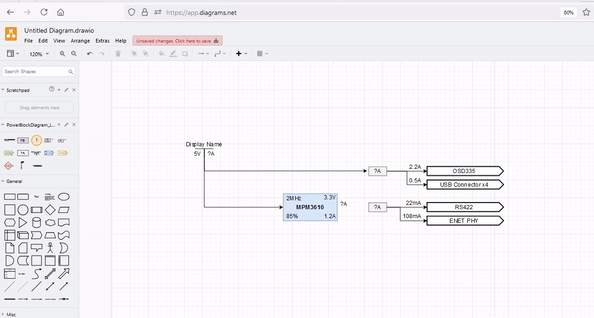 https://app.diagrams.net
80%
Untitled Diagram.drawio
File Edit View Arrange Extras Help
Unsaved changes. Click here to save.
120%
Search Shapes
Scratchpad
Drag elements here
General
Misc
Display Name
5V ?A
?A
2.2A
OSD335
0.5A
USB Connector x4
2MHz 3.3V
MPM3610
85% 1.2A
?A
?A
22mA
RS422
108mA
ENET PHY